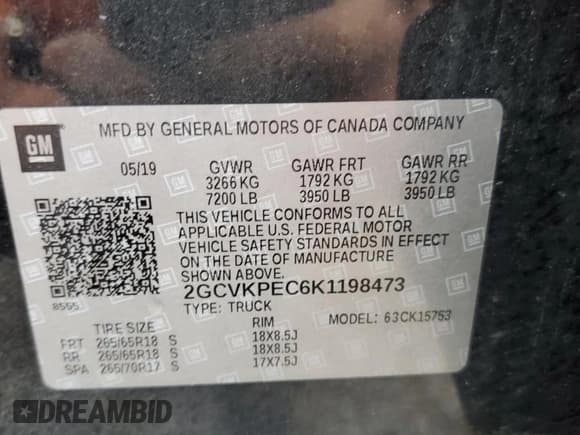 GM
MFD BY GENERAL MOTORS OF CANADA COMPANY
05/19 GVWR GAWR FRT GAWR RR
3266 KG 1792 KG 1792 KG
7200 LB 3950 LB 3950 LB
THIS VEHICLE CONFORMS TO ALL
APPLICABLE U.S. FEDERAL MOTOR
VEHICLE SAFETY STANDARDS IN EFFECT
ON THE DATE OF MANUFACTURE
SHOWN ABOVE.
8555
2GCVKPEC6K1198473
TYPE: TRUCK MODEL: 63CK15753
TIRE SIZE RIM
FRT 265/65R18 S 18X8.5J
RR 265/65R18 S 18X8.5J
SPA 265/70R17 S 17X7.5J
DREAMBID